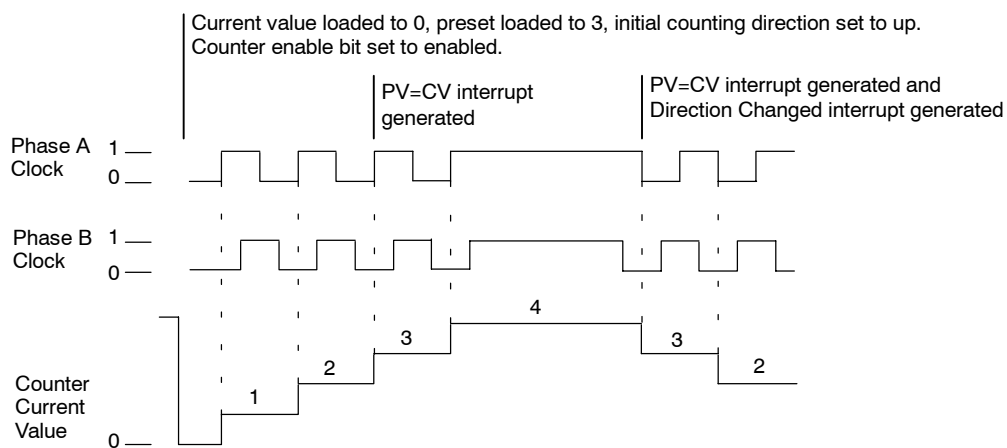 Current value loaded to 0, preset loaded to 3, initial counting direction set to up.
Counter enable bit set to enabled.
PV=CV interrupt
generated
PV=CV interrupt generated and
Direction Changed interrupt generated
Phase A
Clock
1
0
Phase B
Clock
1
0
4
3
3
2
2
1
Counter
Current
Value
0